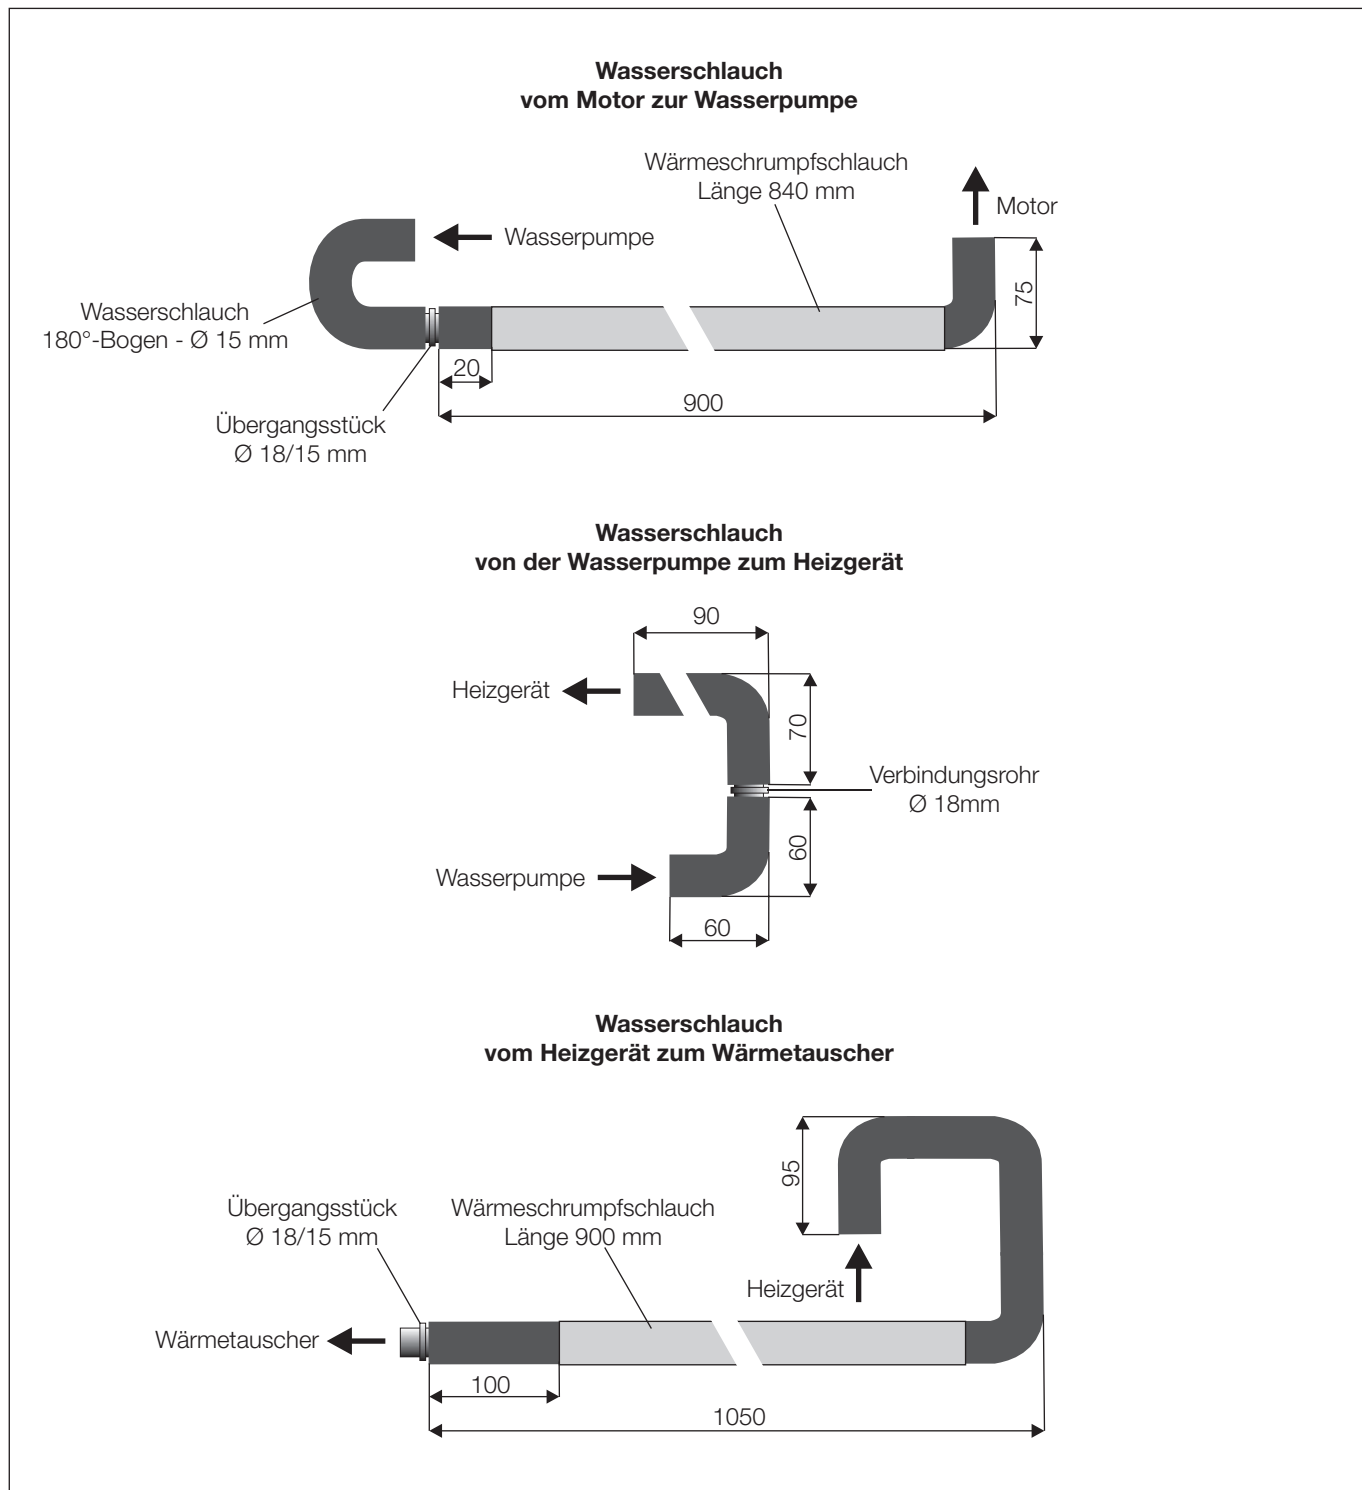 Wasserschlauch
vom Motor zur Wasserpumpe
Wärmeschrumpfschlauch
Länge 840 mm
Motor
Wasserpumpe
75
Wasserschlauch
180°-Bogen - Ø 15 mm
20
900
Übergangsstück
Ø 18/15 mm
Wasserschlauch
von der Wasserpumpe zum Heizgerät
90
Heizgerät
70
Verbindungsrohr
Ø 18mm
60
Wasserpumpe
60
Wasserschlauch
vom Heizgerät zum Wärmetauscher
95
Übergangsstück
Ø 18/15 mm
Wärmeschrumpfschlauch
Länge 900 mm
Heizgerät
Wärmetauscher
100
1050